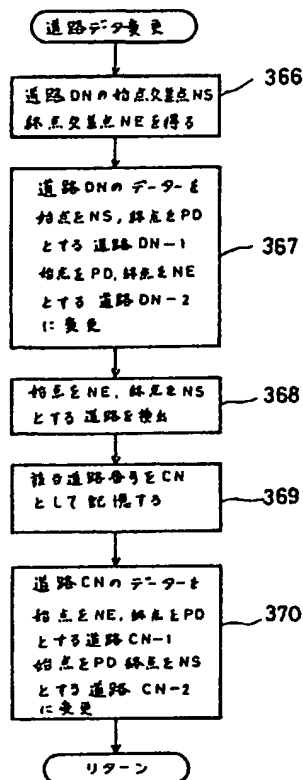 道路データ変更
366
道路DNの始点交差点NS
終点交差点NEを得る
道路DNのデーターを
始点をNS,終点をPD
とする道路DN-1
始点をPD,終点をNE
とする道路DN-2
に変更
367
始点をNE,終点をNS
とする道路を検出
368
該当道路番号をCN
として記憶する
369
道路CNのデーターを
始点をNE,終点をPD
とする道路CN-1
始点をPD 終点をNS
とする道路 CN-2
に変更
370
リターン